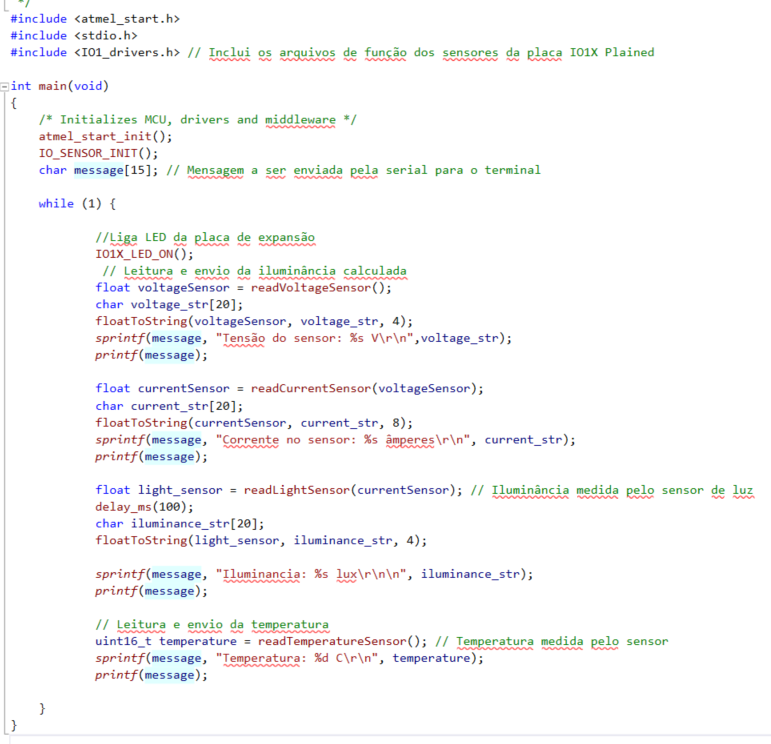 */
#include <atmel_start.h>
#include <stdio.h>
#include <IO1_drivers.h> // Inclui os arquivos de função dos sensores da placa IO1X Plained
int main(void)
{
/* Initializes MCU, drivers and middleware */
atmel_start_init();
IO_SENSOR_INIT();
char message[15]; // Mensagem a ser enviada pela serial para o terminal
while (1) {
//Liga LED da placa de expansão
IO1X_LED_ON();
// Leitura e envio da iluminância calculada
float voltageSensor = readVoltageSensor();
char voltage_str[20];
floatToString(voltageSensor, voltage_str, 4);
sprintf(message, "Tensão do sensor: %s V\r\n",voltage_str);
printf(message);
float currentSensor = readCurrentSensor(voltageSensor);
char current_str[20];
floatToString(currentSensor, current_str, 8);
sprintf(message, "Corrente no sensor: %s âmperes\r\n", current_str);
printf(message);
float light_sensor = readLightSensor(currentSensor); // Iluminância medida pelo sensor de luz
delay_ms(100);
char iluminance_str[20];
floatToString(light_sensor, iluminance_str, 4);
sprintf(message, "Iluminancia: %s lux\r\n\n", iluminance_str);
printf(message);
// Leitura e envio da temperatura
uint16_t temperature = readTemperatureSensor(); // Temperatura medida pelo sensor
sprintf(message, "Temperatura: %d C\r\n", temperature);
printf(message);
}
}